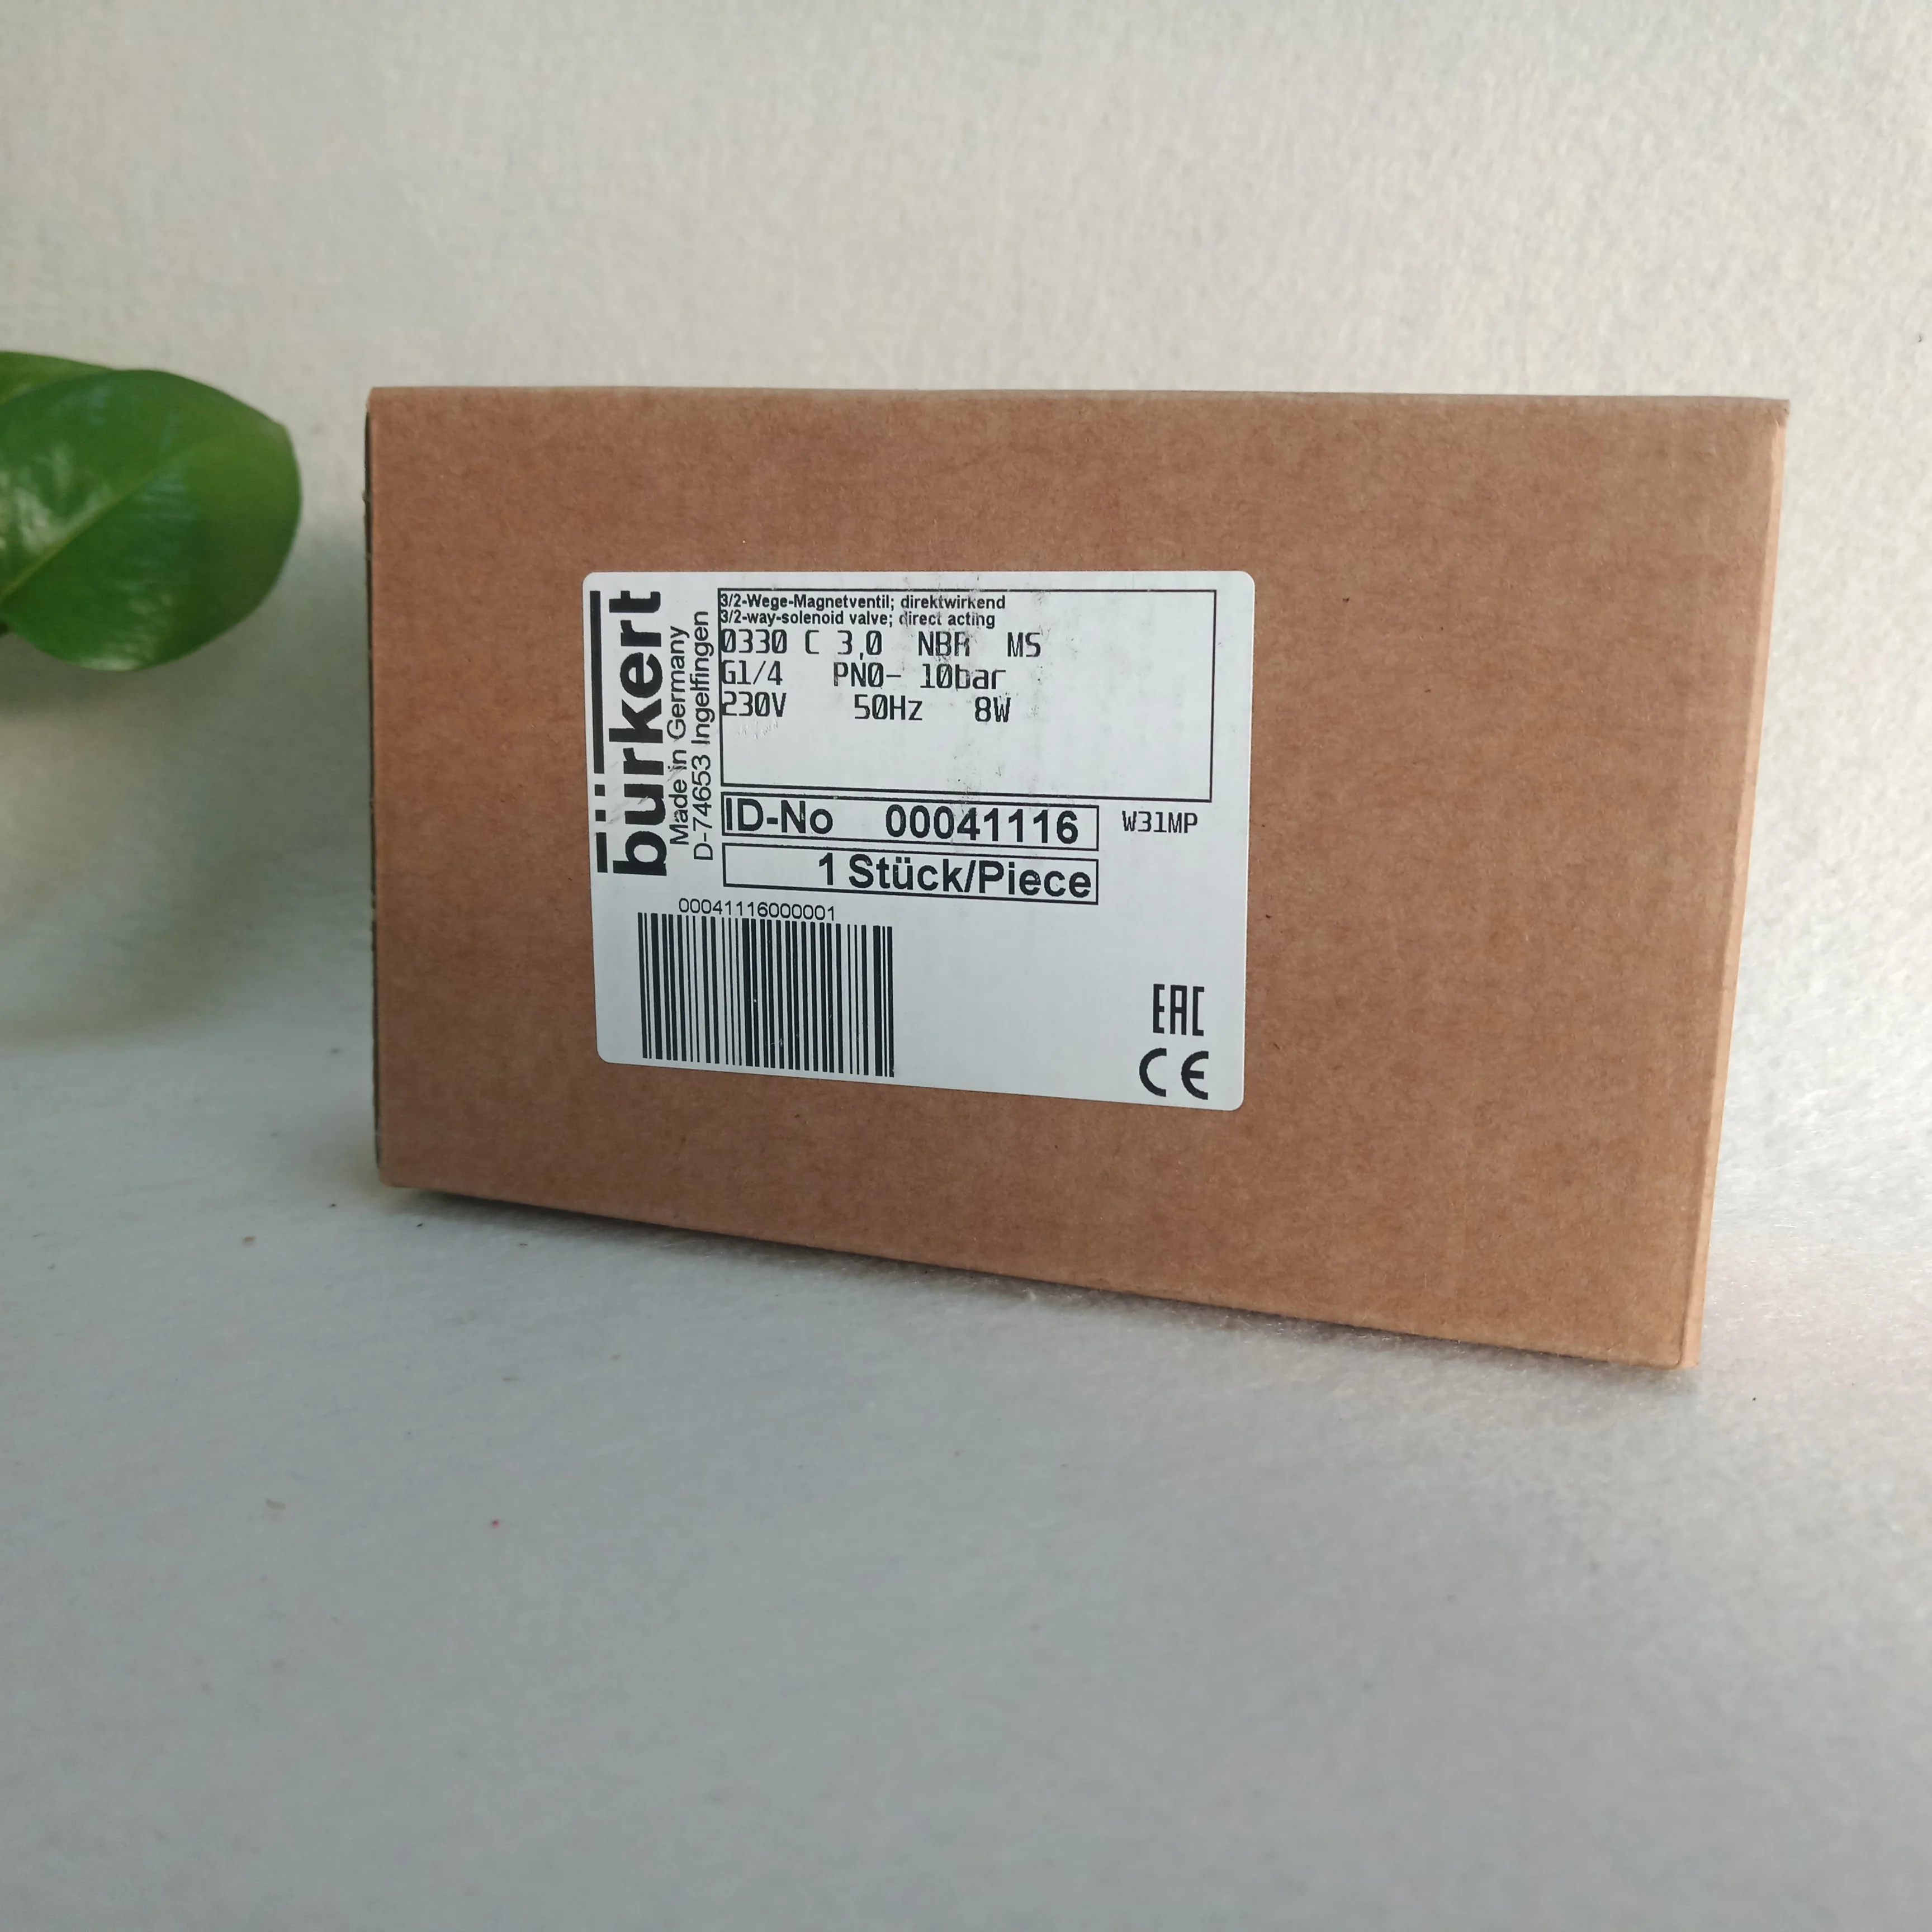 bürkert
Made in Germany
D-74653 Ingelfingen
3/2-Wege-Magnetventil; direktwirkend
3/2-way-solenoid valve; direct acting
0330 C 3,0 NBR MS
G1/4 PN0- 10bar
230V 50Hz 8W
ID-No 00041116
W31MP
1 Stück/Piece
00041116000001
EAC
CE